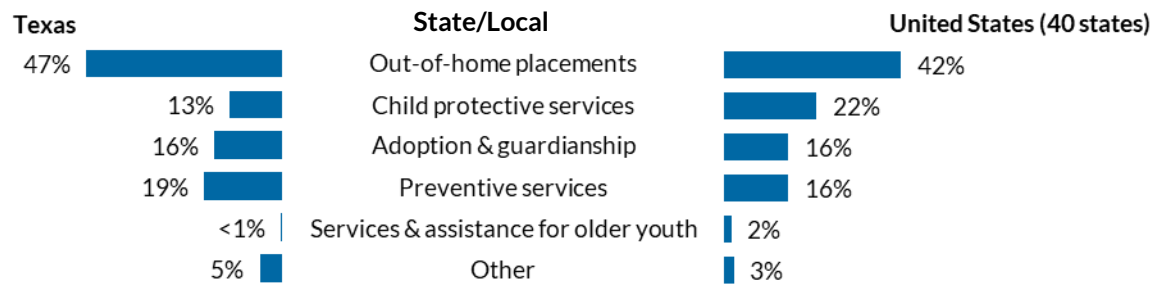 Texas State/Local United States (40 states)
47% Out-of-home placements 42%
13% Child protective services 22%
16% Adoption & guardianship 16%
19% Preventive services 16%
<1% Services & assistance for older youth 2%
5% Other 3%